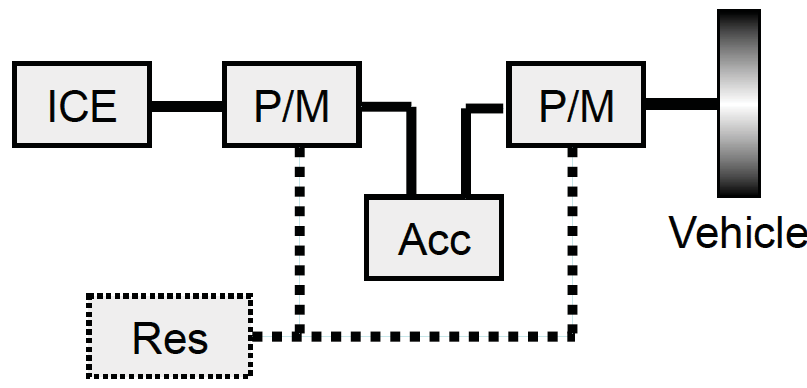 ICE
P/M
P/M
Acc
Vehicle
Res